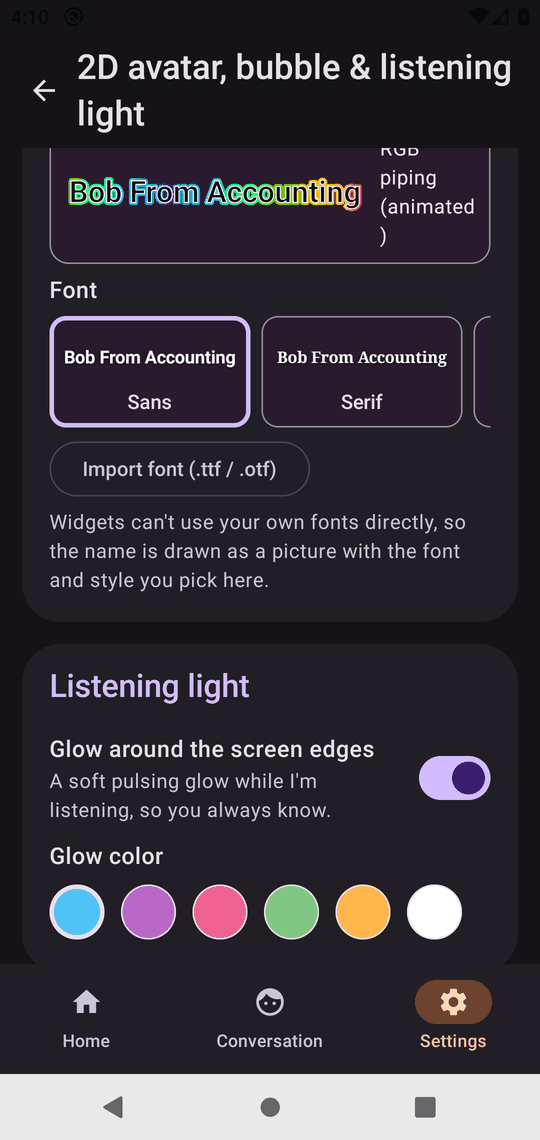 4:10
2D avatar, bubble & listening
light
RGB
piping
(animated
)
Bob From Accounting
Font
Bob From Accounting
Sans
Bob From Accounting
Serif
Import font (.ttf / .otf)
Widgets can't use your own fonts directly, so
the name is drawn as a picture with the font
and style you pick here.
Listening light
Glow around the screen edges
A soft pulsing glow while I'm
listening, so you always know.
Glow color
Home
Conversation
Settings